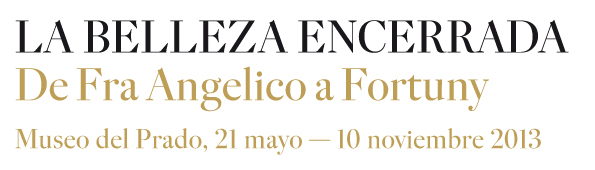 LA BELLEZA ENCERRADA
De Fra Angelico a Fortuny
Museo del Prado, 21 mayo — 10 noviembre 2013